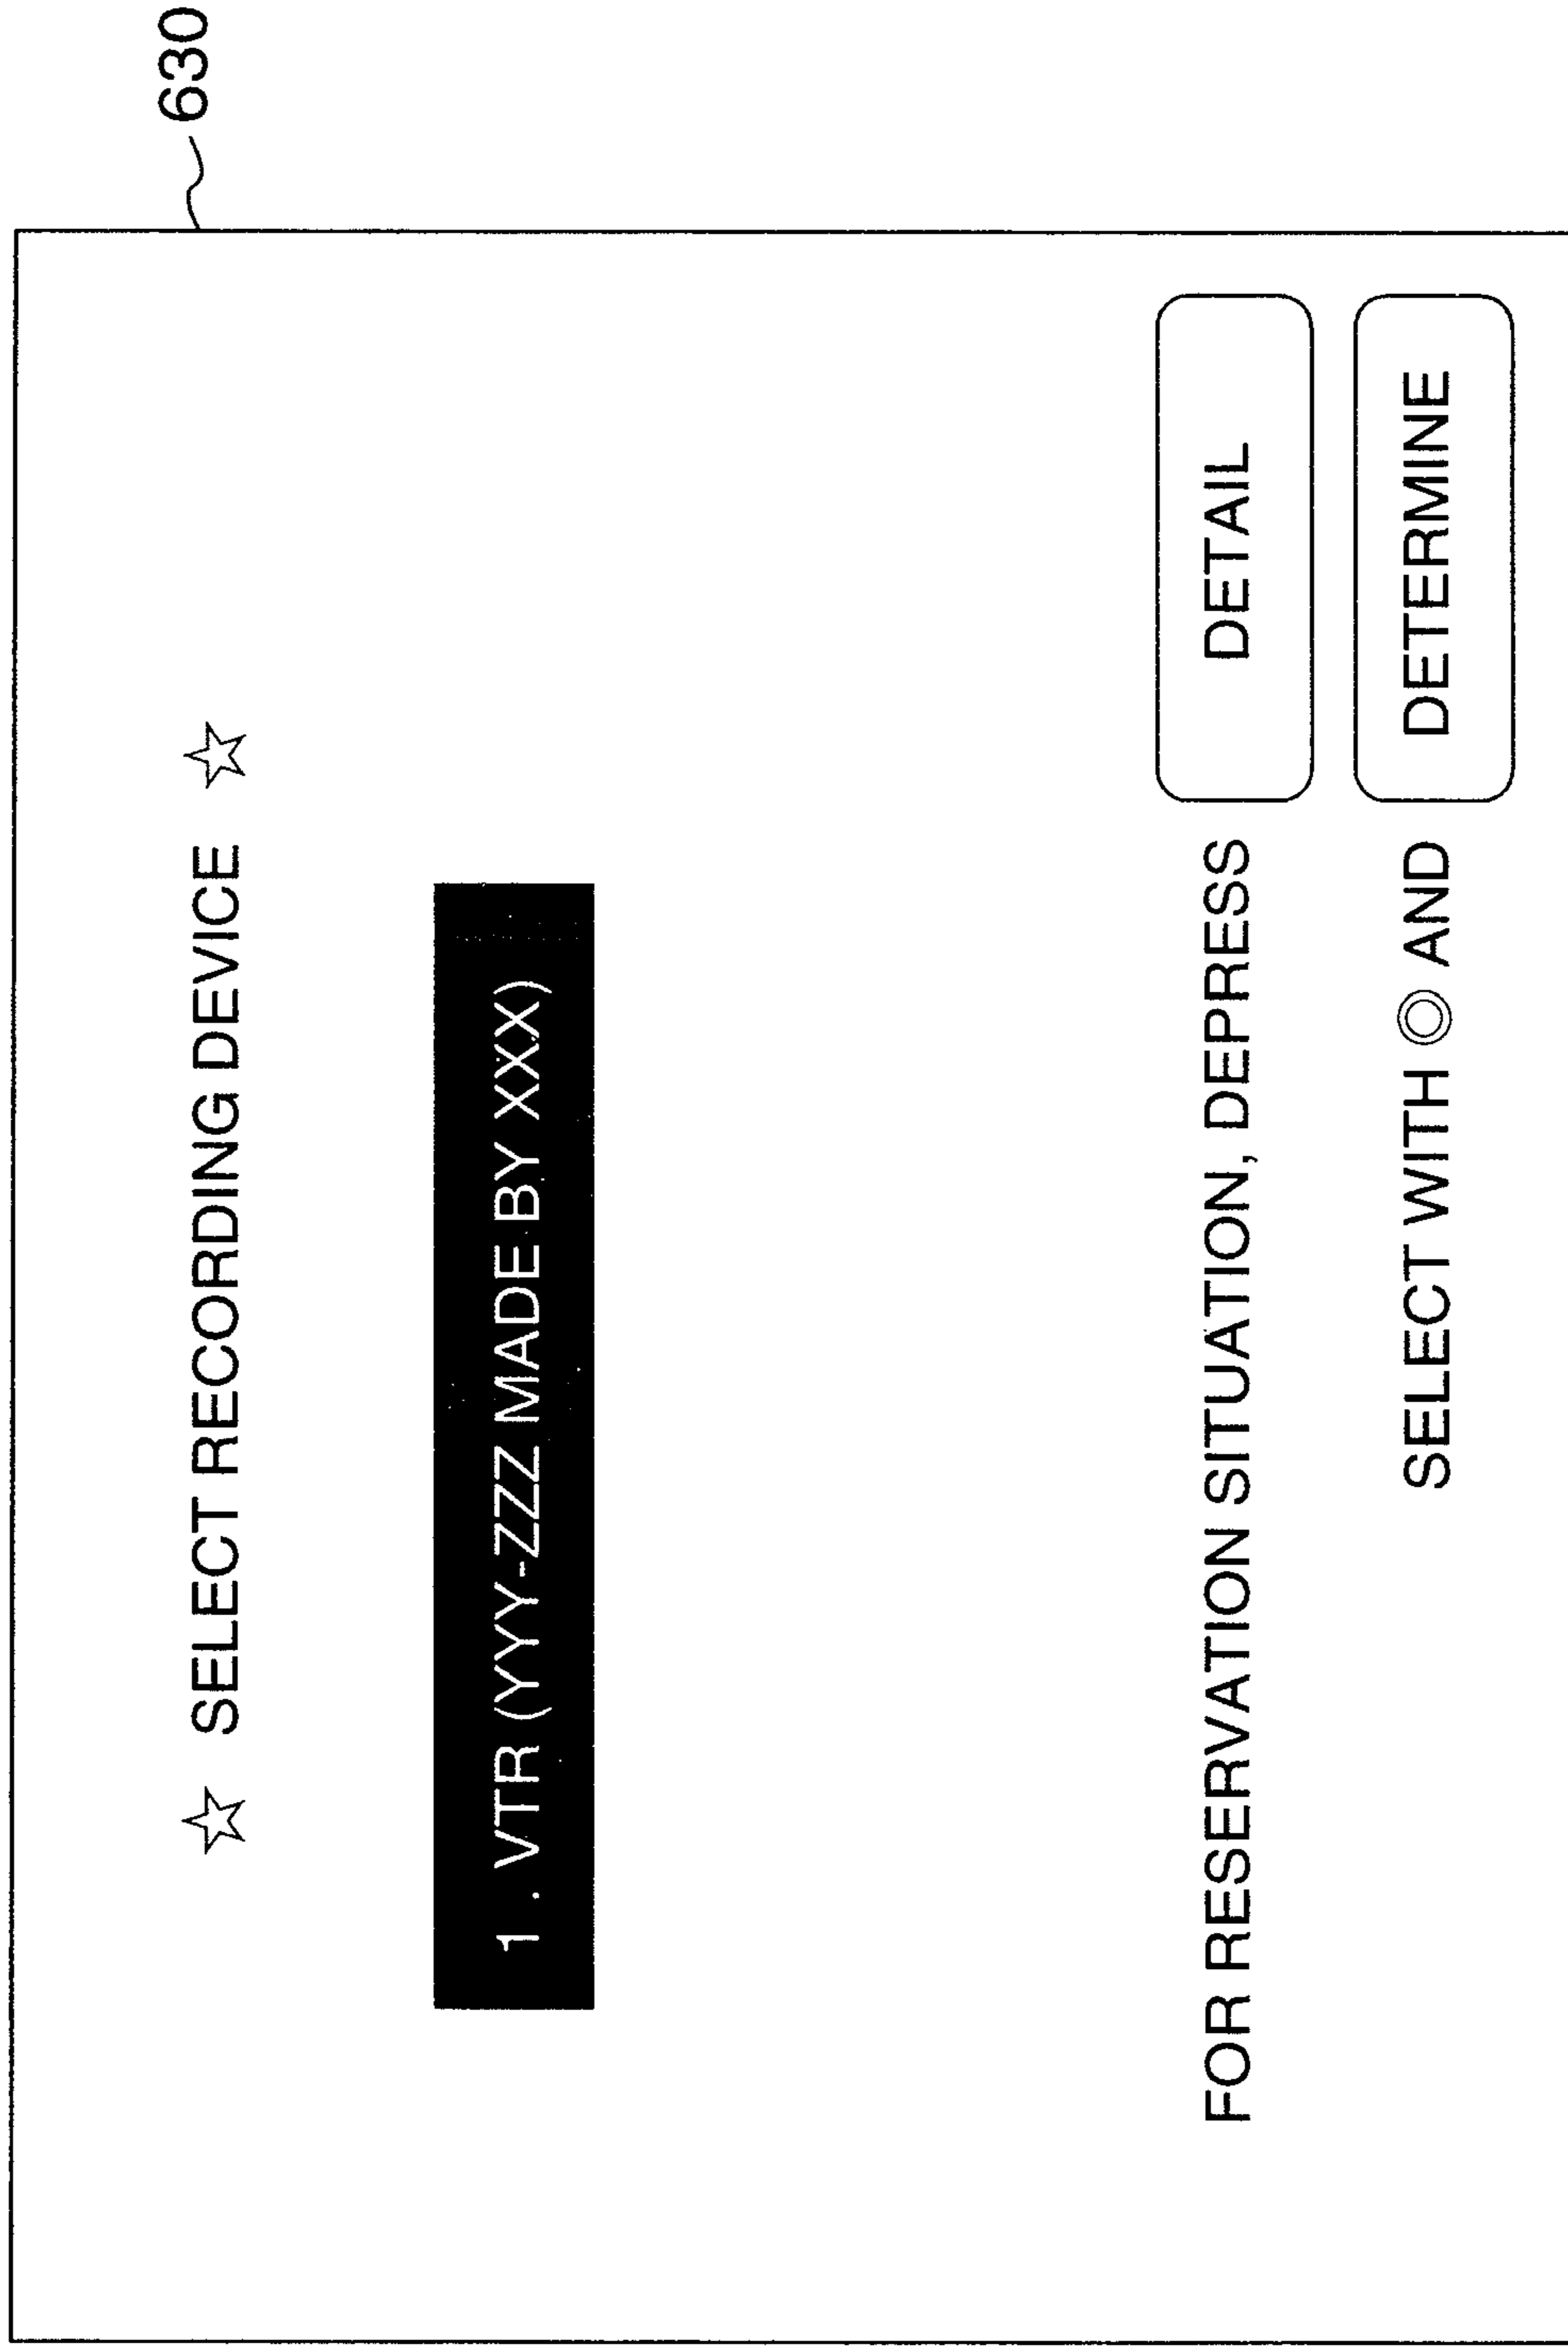 630
☆ SELECT RECORDING DEVICE ☆
1 . VTR (YYY-ZZZ MADE BY XXX)
FOR RESERVATION SITUATION, DEPRESS DETAIL
SELECT WITH ◎ AND DETERMINE